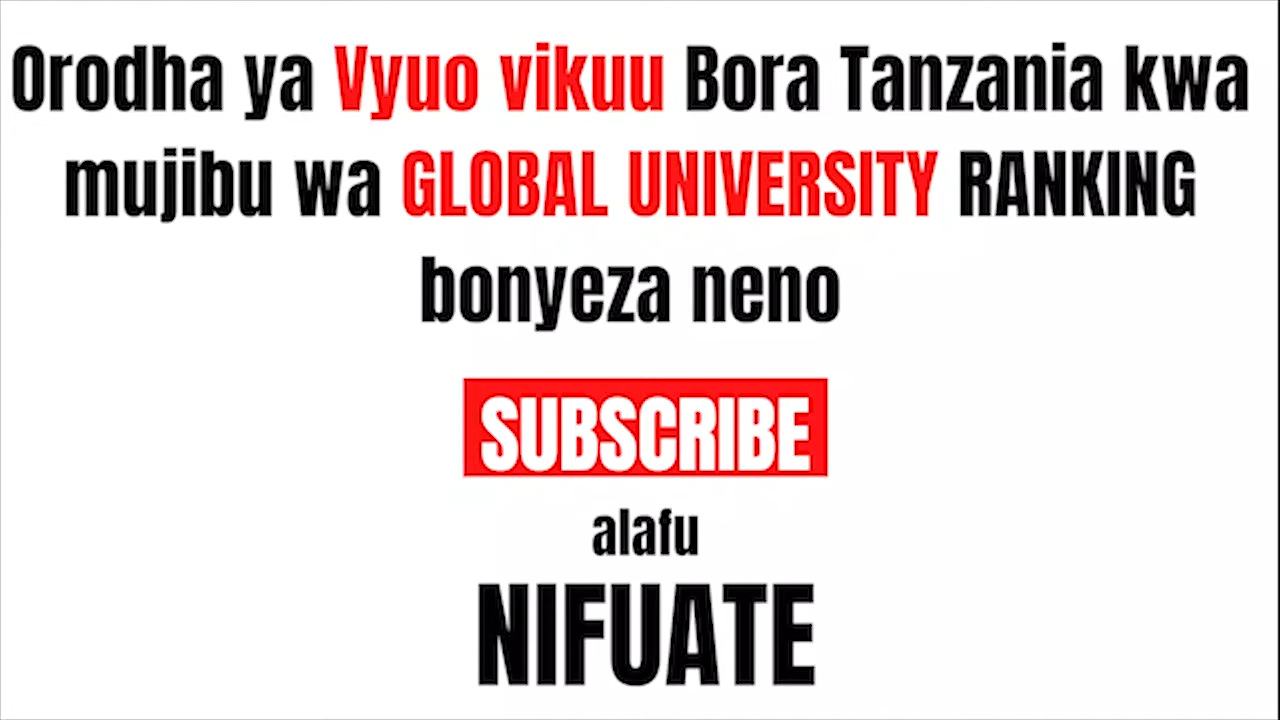 Orodha ya Vyuo vikuu Bora Tanzania kwa
mujibu wa GLOBAL UNIVERSITY RANKING
bonyeza neno
SUBSCRIBE
alafu
NIFUATE